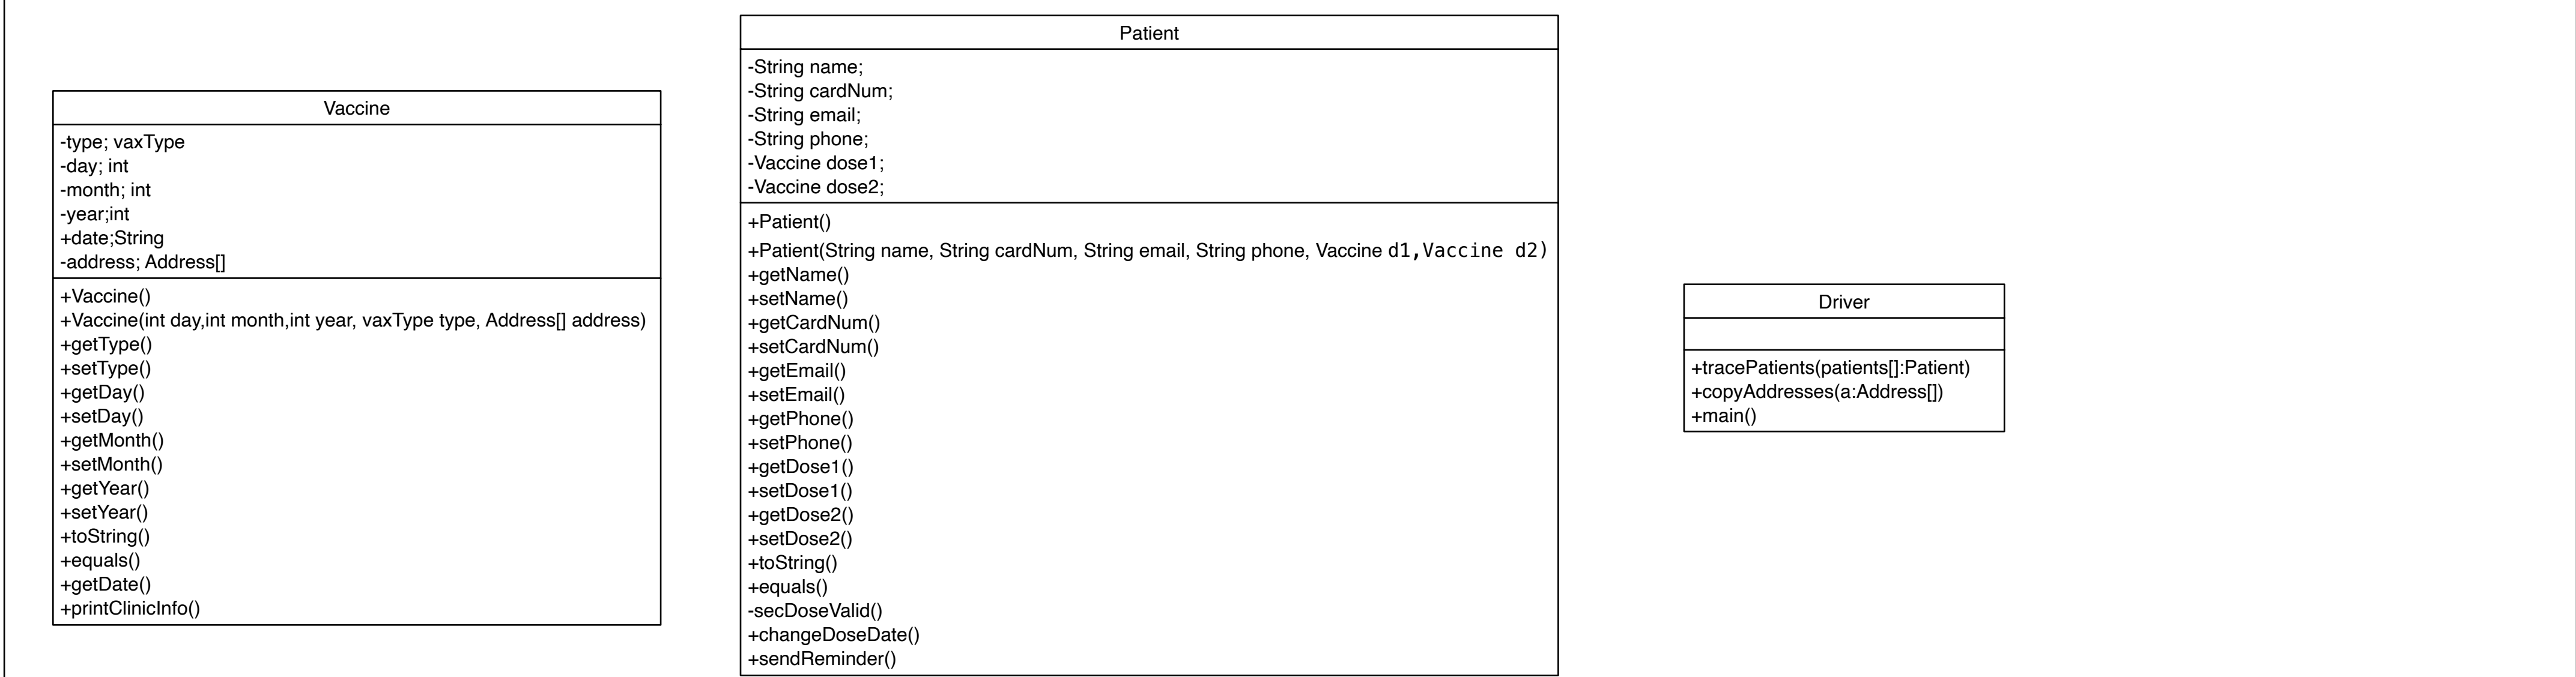 Vaccine
-type; vaxType
-day; int
-month; int
-year;int
+date;String
-address; Address[]
+Vaccine()
+Vaccine(int day,int month,int year, vaxType type, Address[] address)
+getType()
+setType()
+getDay()
+setDay()
+getMonth()
+setMonth()
+getYear()
+setYear()
+toString()
+equals()
+getDate()
+printClinicInfo()
Patient
-String name;
-String cardNum;
-String email;
-String phone;
-Vaccine dose1;
-Vaccine dose2;
+Patient()
+Patient(String name, String cardNum, String email, String phone, Vaccine d1,Vaccine d2)
+getName()
+setName()
+getCardNum()
+setCardNum()
+getEmail()
+setEmail()
+getPhone()
+setPhone()
+getDose1()
+setDose1()
+getDose2()
+setDose2()
+toString()
+equals()
-secDoseValid()
+changeDoseDate()
+sendReminder()
Driver
+tracePatients(patients[]:Patient)
+copyAddresses(a:Address[])
+main()